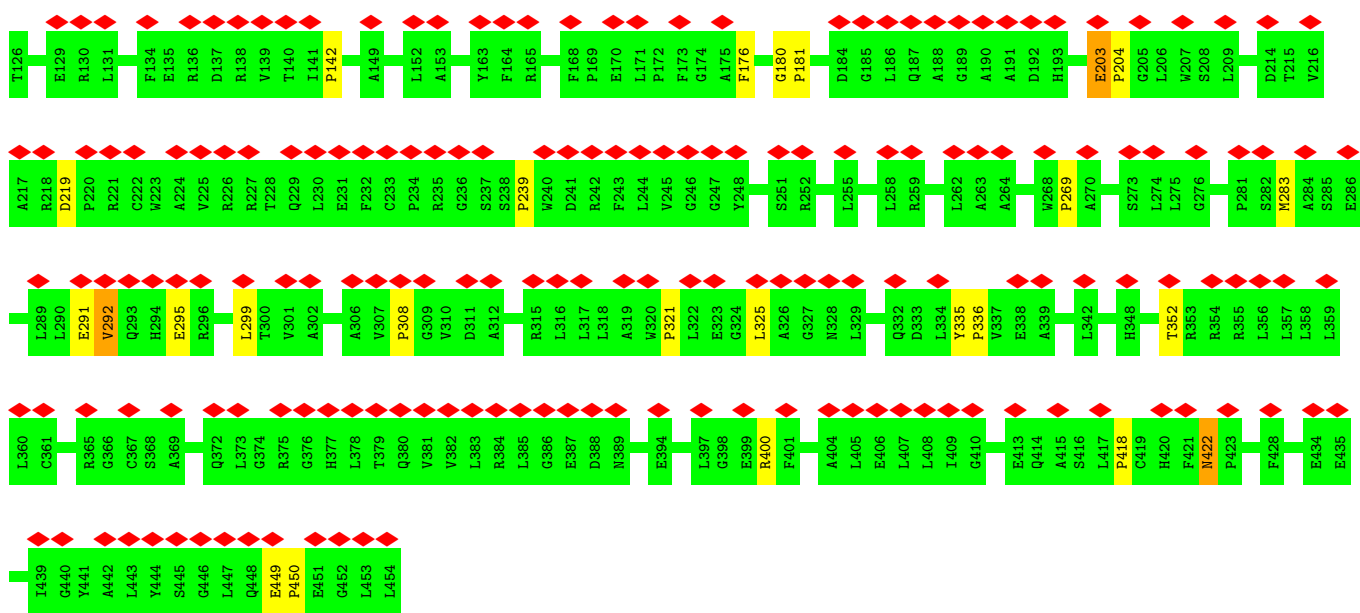 T126 E129 R130 L131 F134 E135 R136 D137 R138 V139 T140 I141 P142 A149 L152 A153 Y163 F164 R165 F168 P169 E170 L171 P172 F173 G174 A175 F176 G180 P181 D184 G185 L186 Q187 A188 G189 A190 A191 D192 H193 E203 P204 G205 L206 W207 S208 L209 D214 T215 V216
A217 R218 D219 P220 R221 C222 W223 A224 V225 R226 R227 T228 Q229 L230 E231 F232 C233 P234 R235 G236 S237 S238 P239 W240 D241 R242 F243 L244 V245 G246 G247 Y248 S251 R252 L255 L258 R259 L262 A263 A264 W268 P269 A270 S273 L274 L275 G276 P281 S282 M283 A284 S285 E286
L289 L290 E291 V292 Q293 H294 E295 R296 L299 T300 V301 A302 A306 V307 P308 G309 V310 D311 A312 R315 L316 L317 L318 A319 W320 P321 L322 E323 G324 L325 A326 G327 N328 L329 Q332 D333 L334 Y335 P336 V337 E338 A339 L342 H348 T352 R353 R354 R355 L356 L357 L358 L359
L360 C361 R365 G366 C367 S368 A369 Q372 L373 G374 R375 G376 H377 L378 T379 Q380 V381 V382 L383 R384 L385 G386 E387 D388 N389 E394 L397 G398 E399 R400 F401 A404 L405 E406 L407 L408 I409 G410 E413 Q414 A415 S416 L417 P418 C419 H420 F421 N422 P423 F428 E434 E435
I439 G440 Y441 A442 L443 Y444 S445 G446 L447 Q448 E449 P450 E451 G452 L453 L454